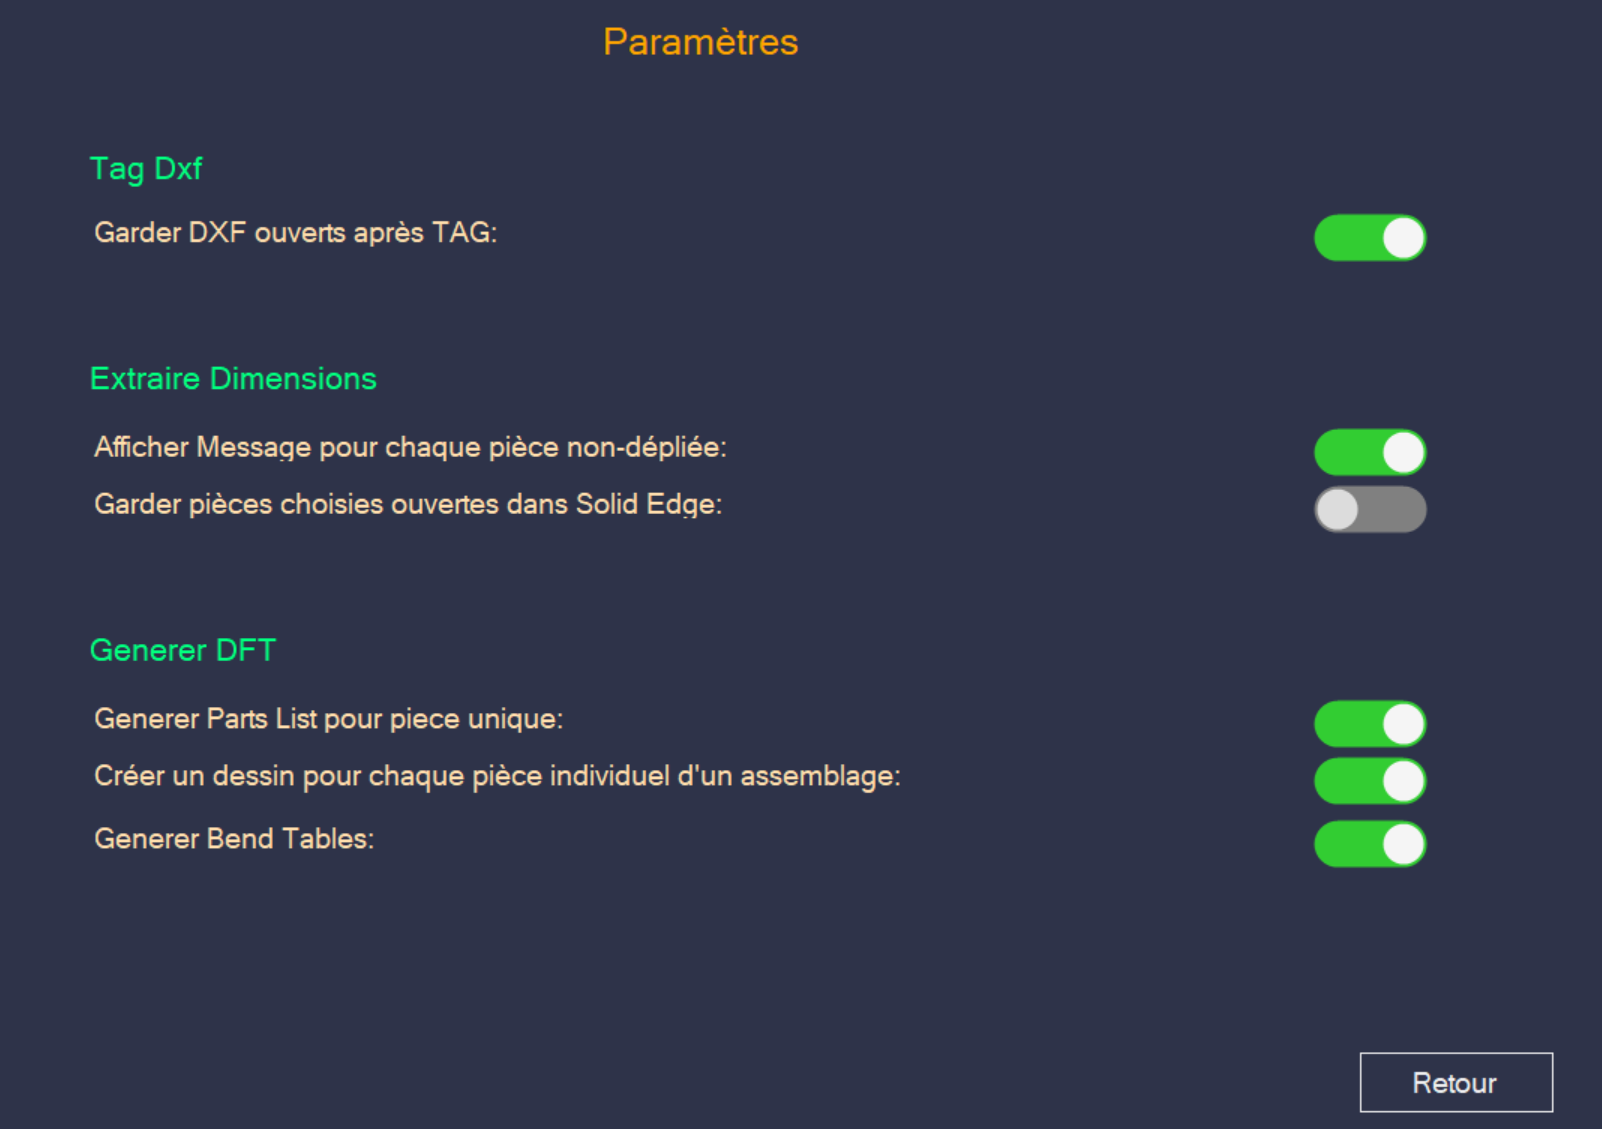 Paramètres
Tag Dxf
Garder DXF ouverts après TAG:
Extraire Dimensions
Afficher Message pour chaque pièce non-dépliée:
Garder pièces choisies ouvertes dans Solid Edge:
Generer DFT
Generer Parts List pour piece unique:
Créer un dessin pour chaque pièce individuel d'un assemblage:
Generer Bend Tables:
Retour